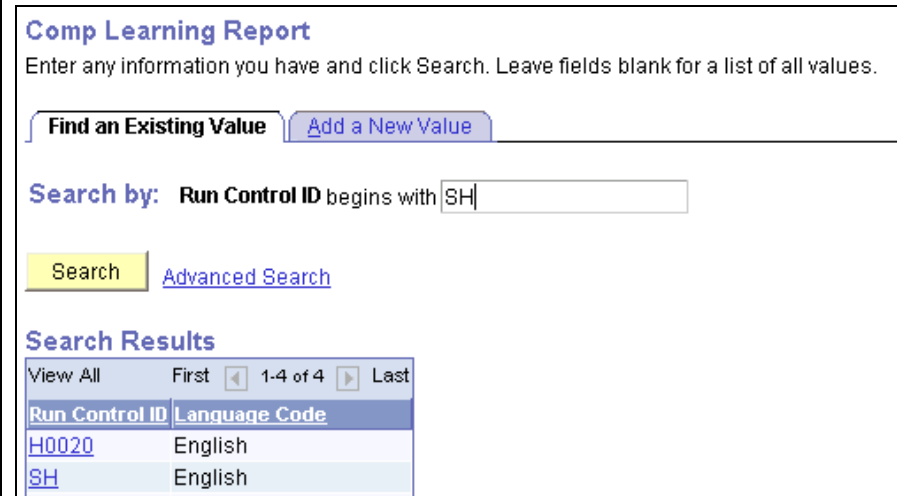 Comp Learning Report
Enter any information you have and click Search. Leave fields blank for a list of all values.
Find an Existing Value Add a New Value
Search by: Run Control ID begins with SH
Search Advanced Search
Search Results
View All First 1-4 of 4 Last
Run Control ID Language Code
H0020 English
SH English